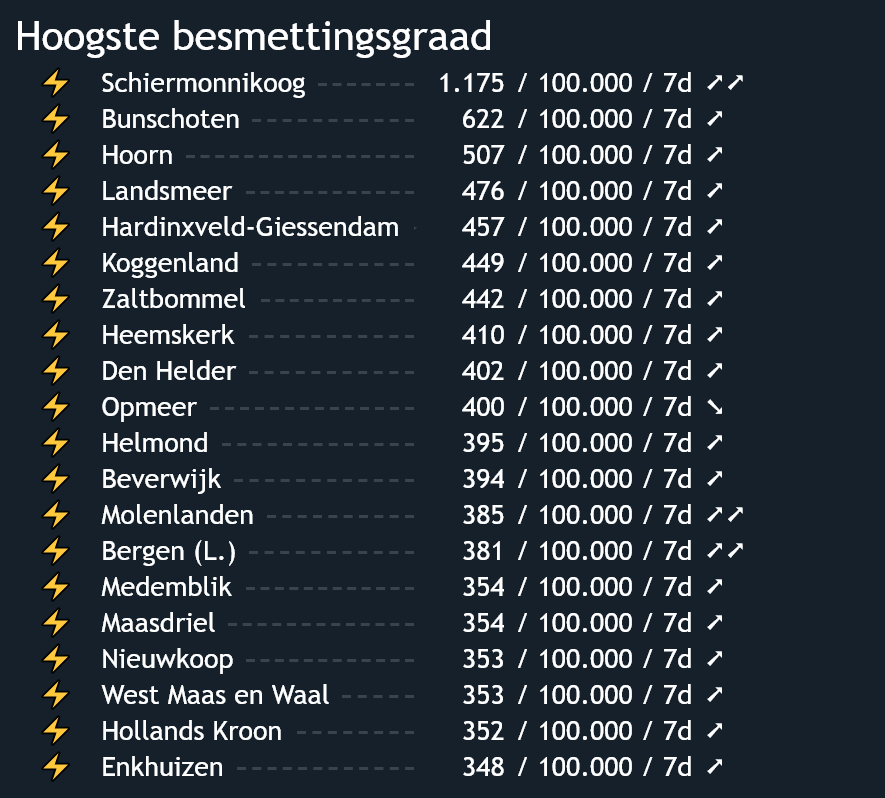 Hoogste besmettingsgraad
⚡ Schiermonnikoog 1.175 / 100.000 / 7d ➚➚
⚡ Bunschoten 622 / 100.000 / 7d ➚
⚡ Hoorn 507 / 100.000 / 7d ➚
⚡ Landsmeer 476 / 100.000 / 7d ➚
⚡ Hardinxveld-Giessendam 457 / 100.000 / 7d ➚
⚡ Koggenland 449 / 100.000 / 7d ➚
⚡ Zaltbommel 442 / 100.000 / 7d ➚
⚡ Heemskerk 410 / 100.000 / 7d ➚
⚡ Den Helder 402 / 100.000 / 7d ➚
⚡ Opmeer 400 / 100.000 / 7d ➘
⚡ Helmond 395 / 100.000 / 7d ➚
⚡ Beverwijk 394 / 100.000 / 7d ➚
⚡ Molenlanden 385 / 100.000 / 7d ➚➚
⚡ Bergen (L.) 381 / 100.000 / 7d ➚➚
⚡ Medemblik 354 / 100.000 / 7d ➚
⚡ Maasdriel 354 / 100.000 / 7d ➚
⚡ Nieuwkoop 353 / 100.000 / 7d ➚
⚡ West Maas en Waal 353 / 100.000 / 7d ➚
⚡ Hollands Kroon 352 / 100.000 / 7d ➚
⚡ Enkhuizen 348 / 100.000 / 7d ➚